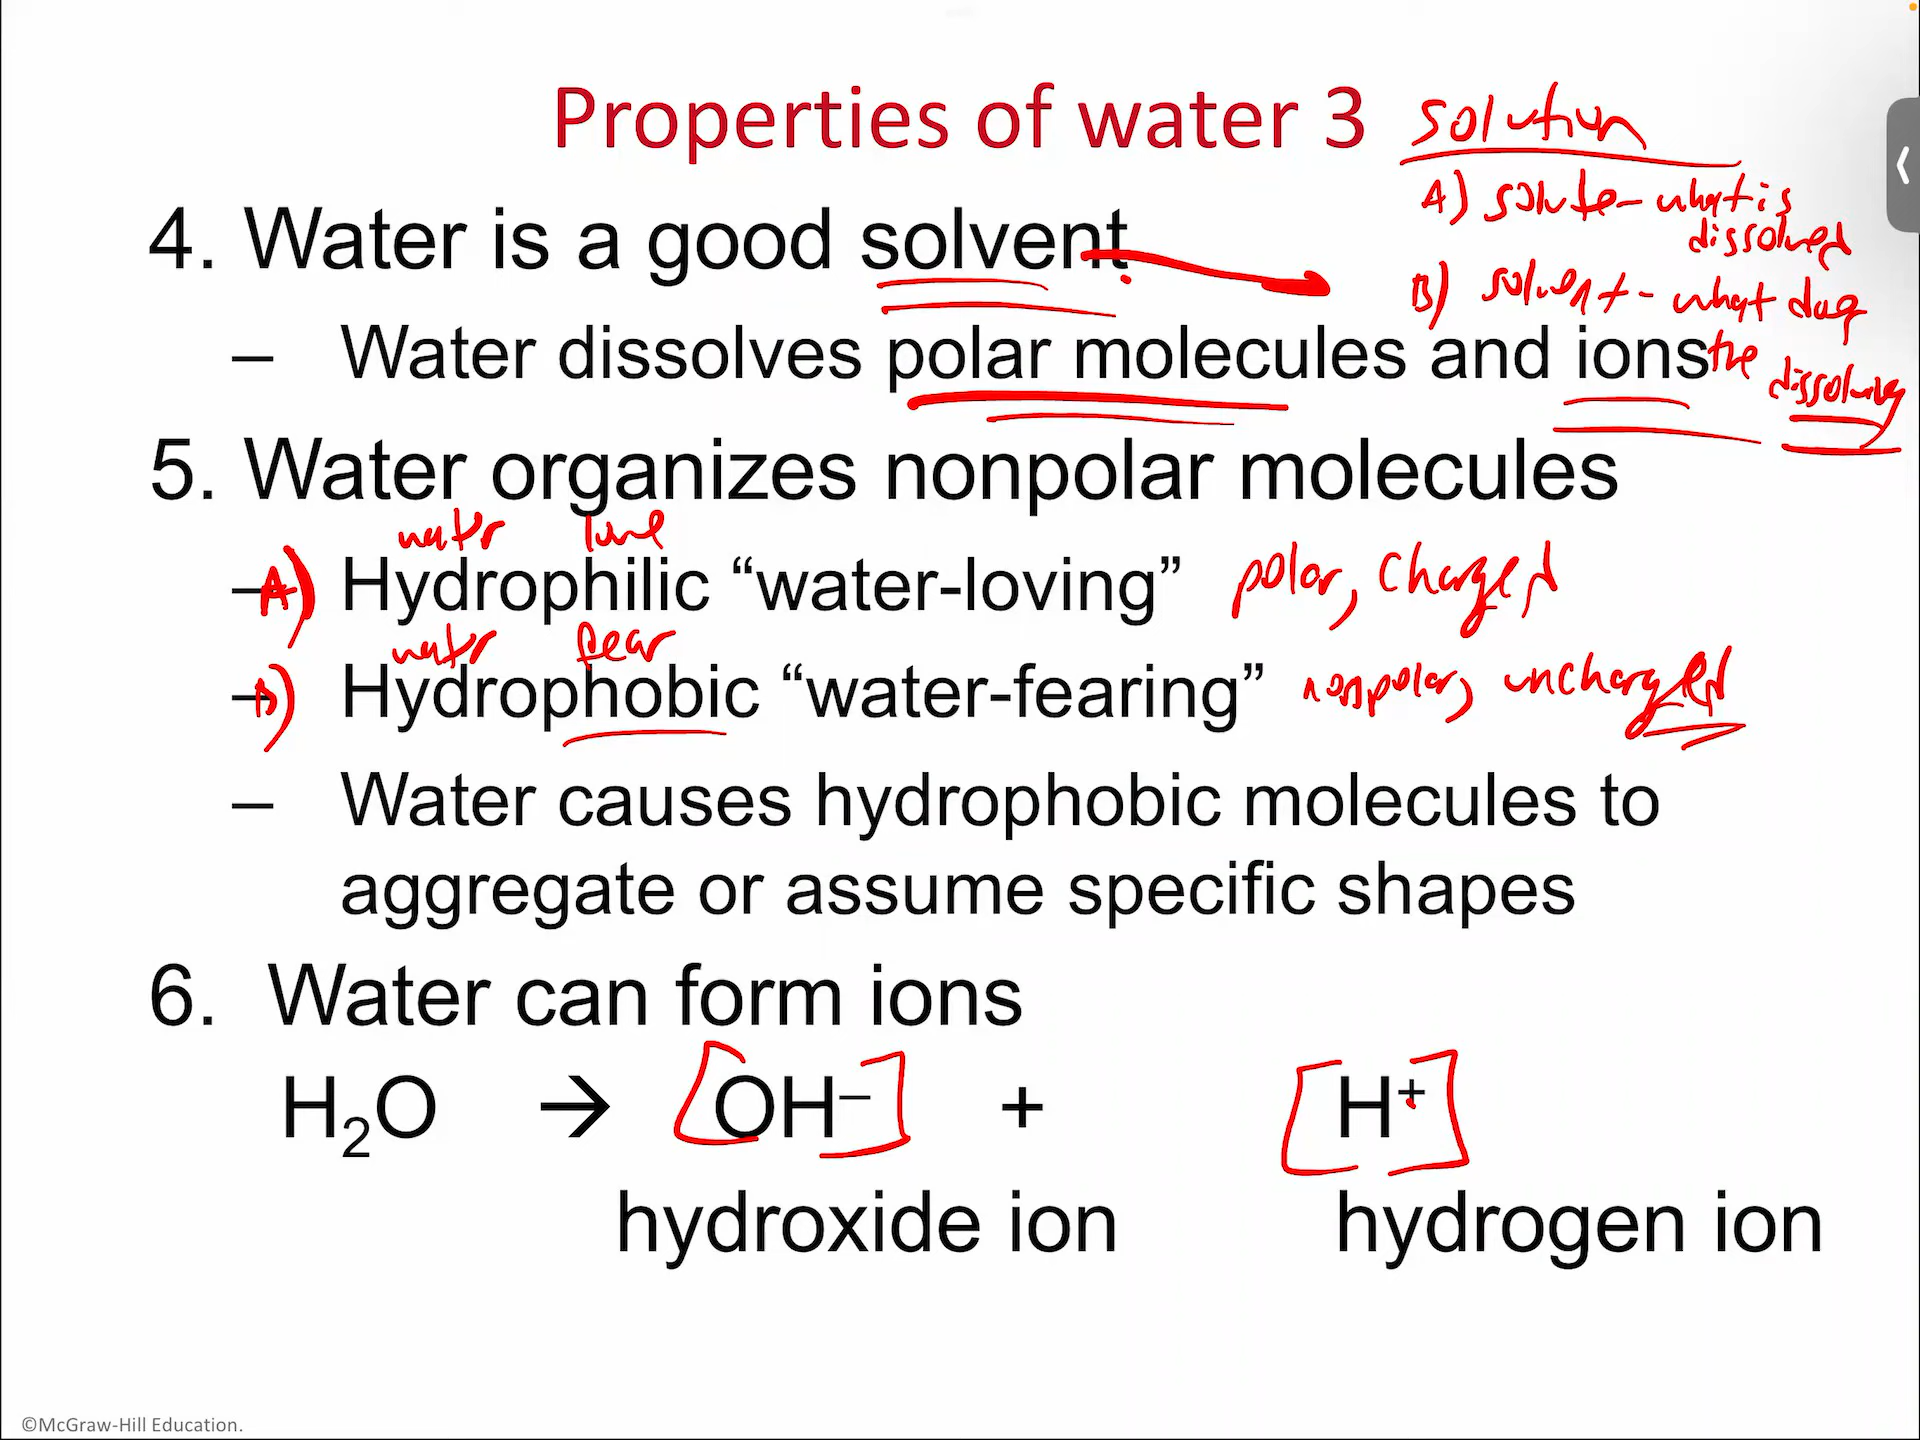 Properties of water 3
solution
A) solute - what is
dissolved
4. Water is a good solvent.
B) solvent - what does
the dissolving
– Water dissolves polar molecules and ions
5. Water organizes nonpolar molecules
water love
A) Hydrophilic “water-loving” polar, charged
water fear
B) Hydrophobic “water-fearing” nonpolar, uncharged
– Water causes hydrophobic molecules to
aggregate or assume specific shapes
6. Water can form ions
H₂O → OH⁻ + H⁺
hydroxide ion hydrogen ion
©McGraw-Hill Education.